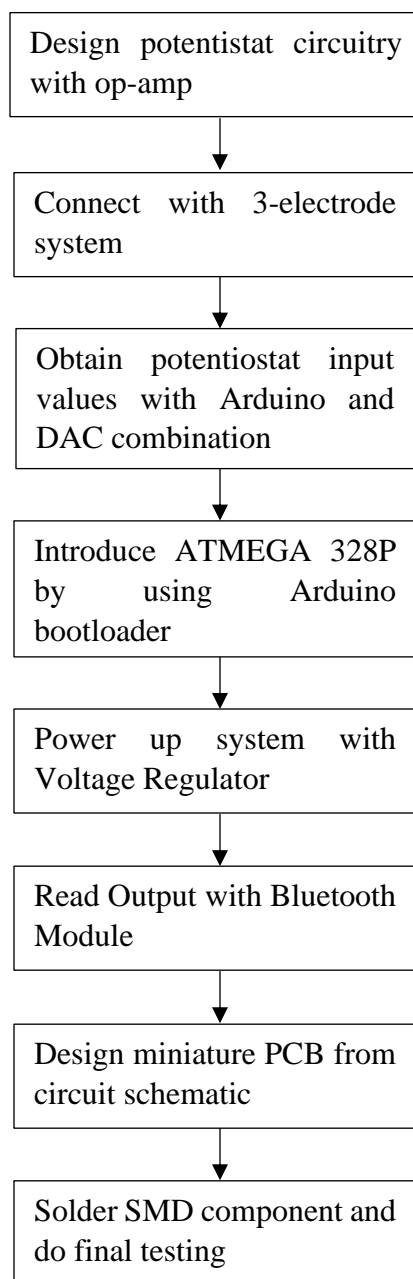 Design potentistat circuitry
with op-amp
Connect with 3-electrode
system
Obtain potentiostat input
values with Arduino and
DAC combination
Introduce ATMEGA 328P
by using Arduino
bootloader
Power up system with
Voltage Regulator
Read Output with Bluetooth
Module
Design miniature PCB from
circuit schematic
Solder SMD component and
do final testing